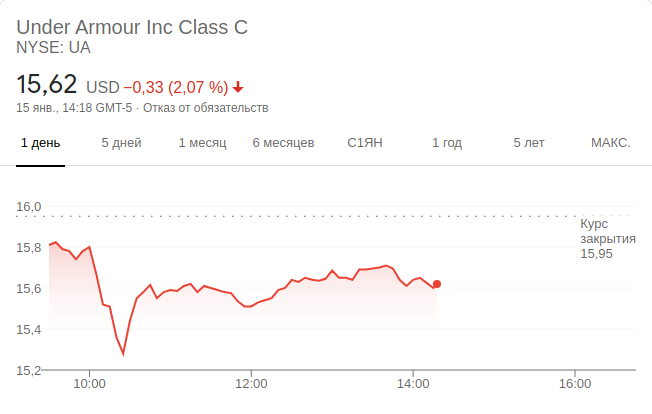 Under Armour Inc Class C
NYSE: UA
15,62 USD −0,33 (2,07 %)
15 янв., 14:18 GMT-5 · Отказ от обязательств
1 день 5 дней 1 месяц 6 месяцев С1ЯН 1 год 5 лет МАКС.
16,0
Курс
закрытия
15,95
15,8
15,6
15,4
15,2
10:00 12:00 14:00 16:00